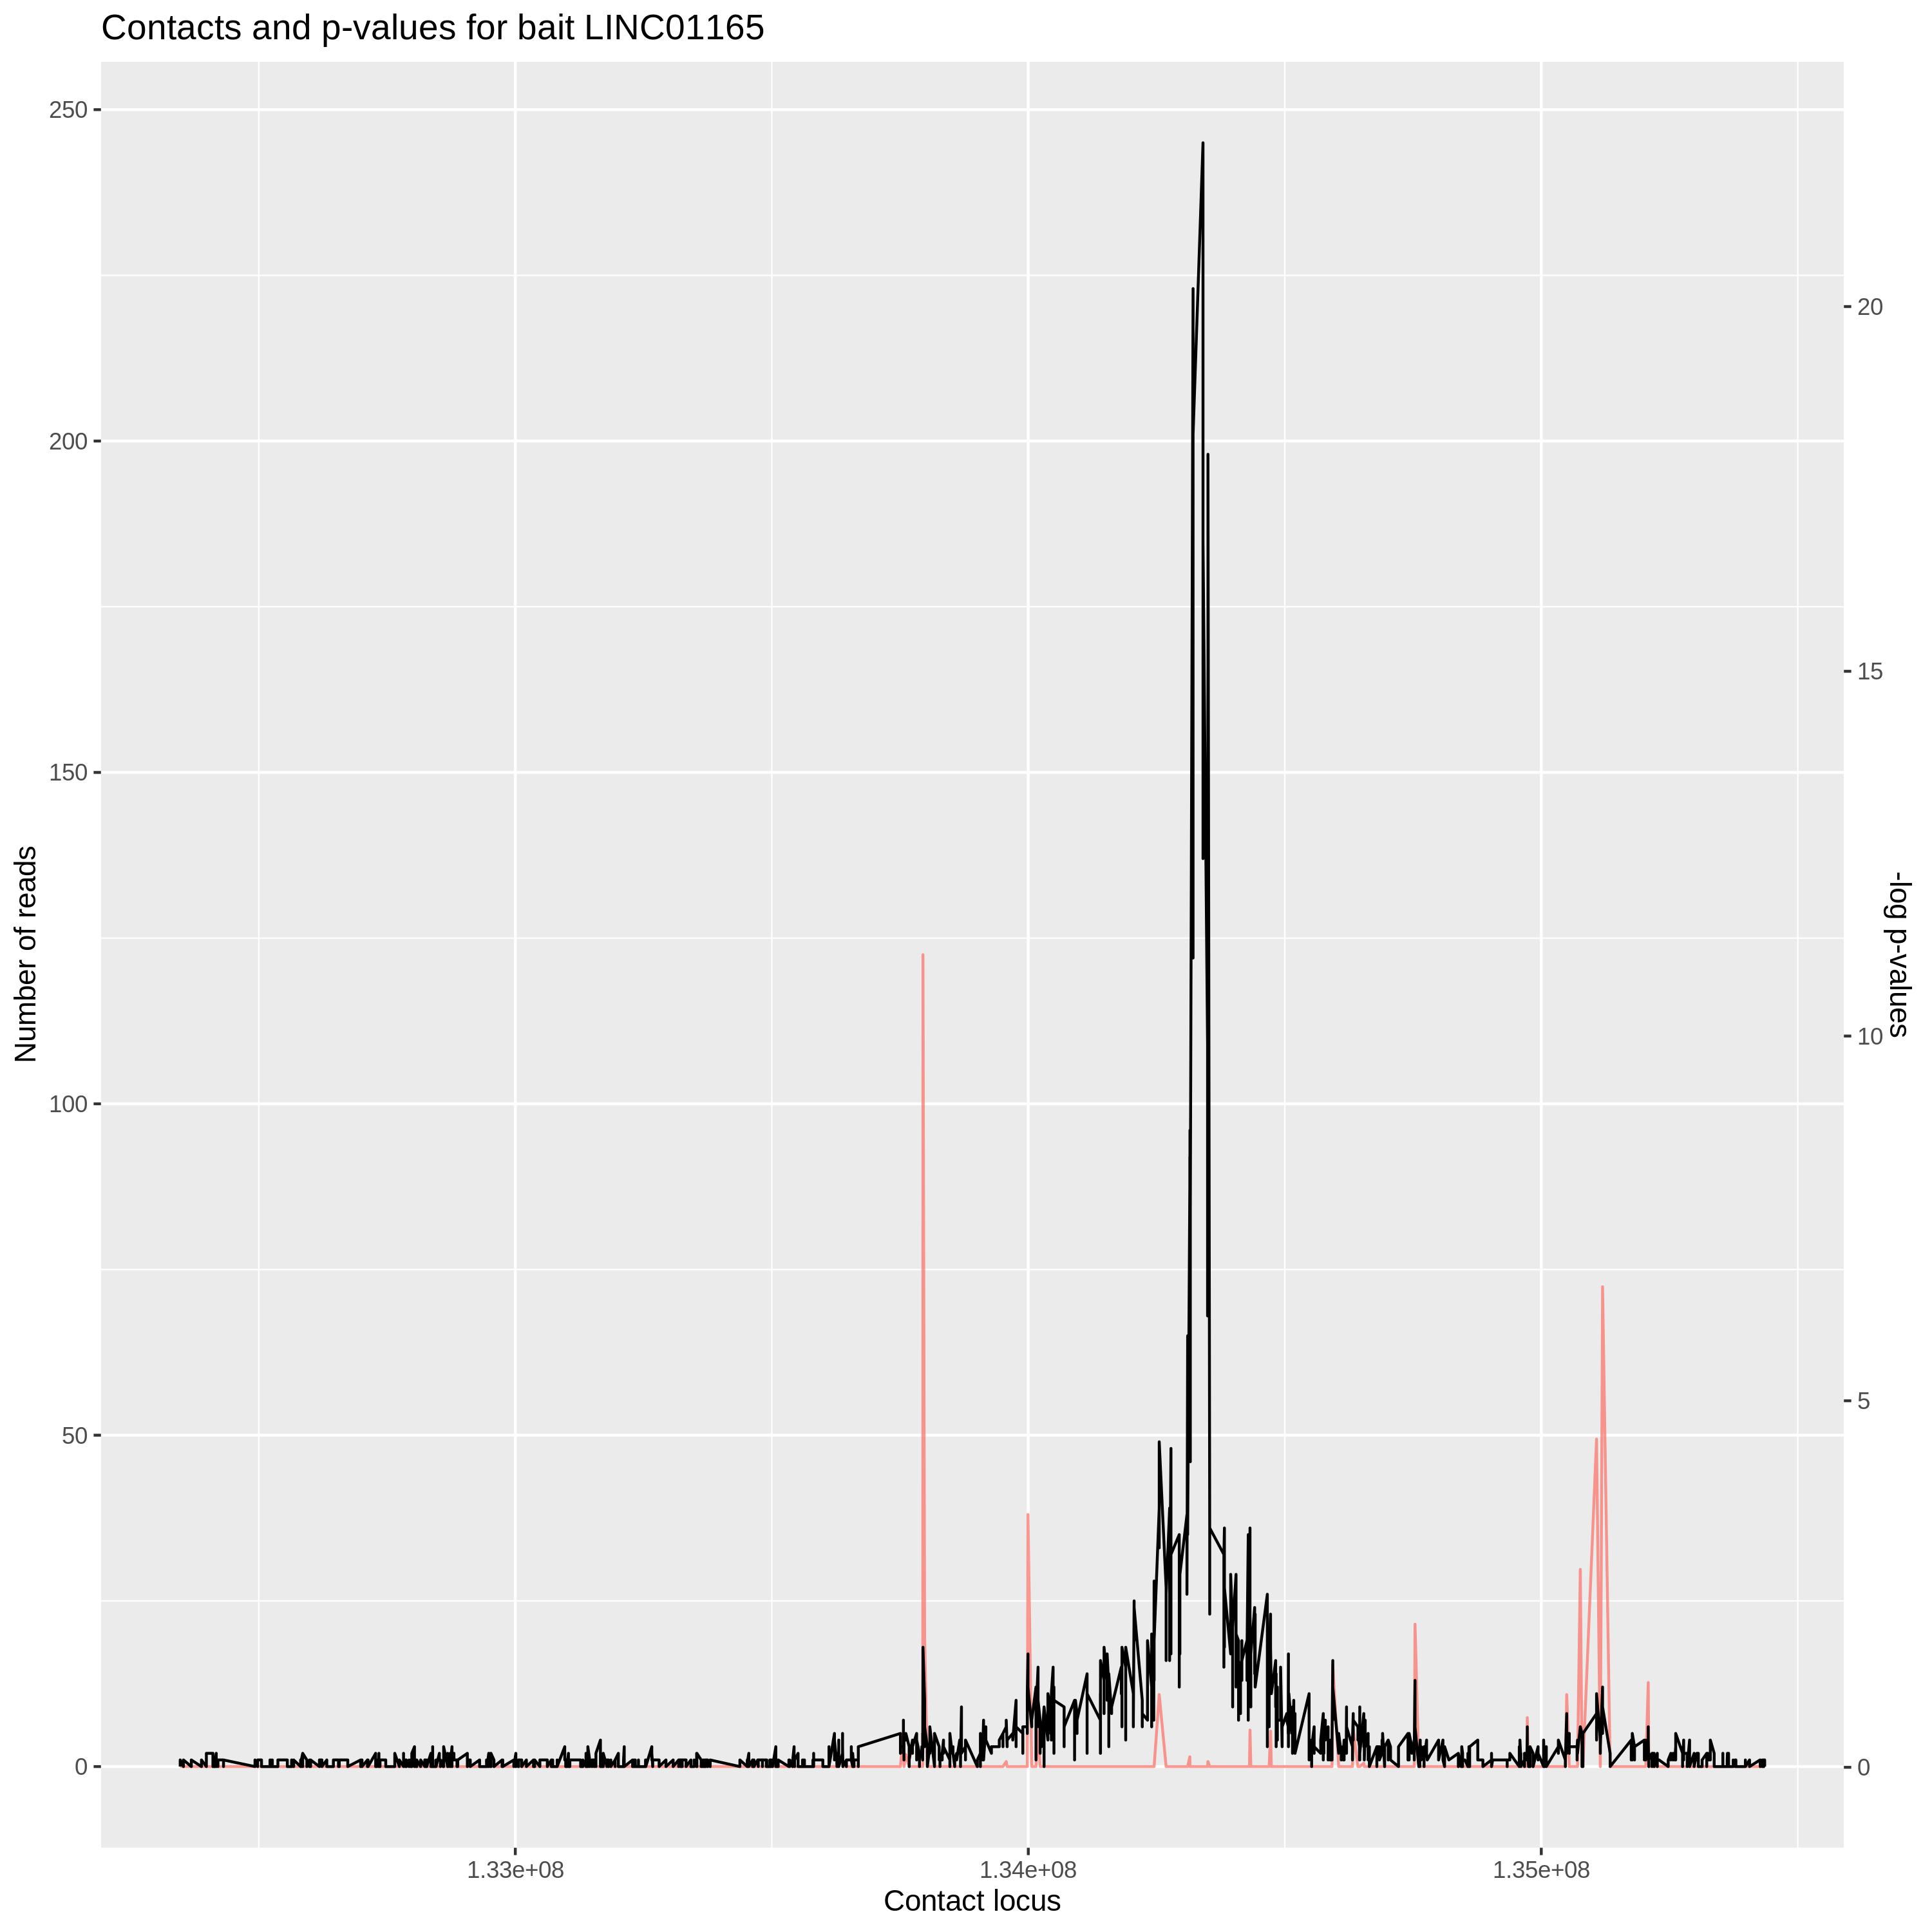 Contacts and p-values for bait LINC01165
250
200
150
100
50
0
Number of reads
20
15
10
5
0
-log p-values
1.33e+08
1.34e+08
1.35e+08
Contact locus